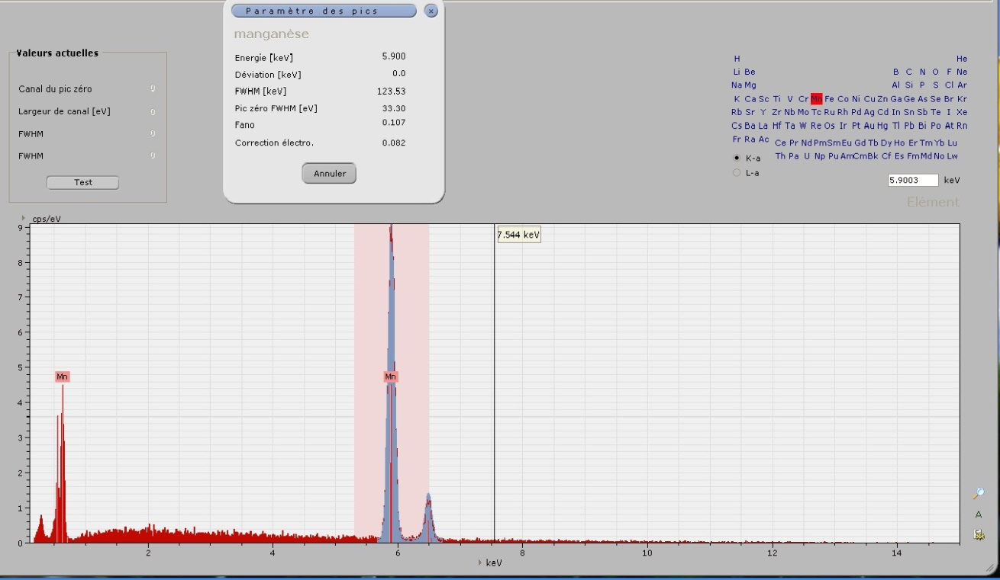 Paramètre des pics
manganèse
Energie [keV] 5.900
Déviation [keV] 0.0
FWHM [keV] 123.53
Pic zéro FWHM [eV] 33.30
Fano 0.107
Correction électro. 0.082
Annuler
Valeurs actuelles
Canal du pic zéro 0
Largeur de canal [eV] 0
FWHM 0
FWHM 0
Test
H He
Li Be B C N O F Ne
Na Mg Al Si P S Cl Ar
K Ca Sc Ti V Cr Mn Fe Co Ni Cu Zn Ga Ge As Se Br Kr
Rb Sr Y Zr Nb Mo Tc Ru Rh Pd Ag Cd In Sn Sb Te I Xe
Cs Ba La Hf Ta W Re Os Ir Pt Au Hg Tl Pb Bi Po At Rn
Fr Ra Ac Ce Pr Nd Pm Sm Eu Gd Tb Dy Ho Er Tm Yb Lu
Th Pa U Np Pu Am Cm Bk Cf Es Fm Md No Lw
K-a
L-a
5.9003 keV
Elément
cps/eV
9
8
7
6
5
4
3
2
1
0
7.544 keV
Mn
Mn
2 4 6 8 10 12 14
keV
A